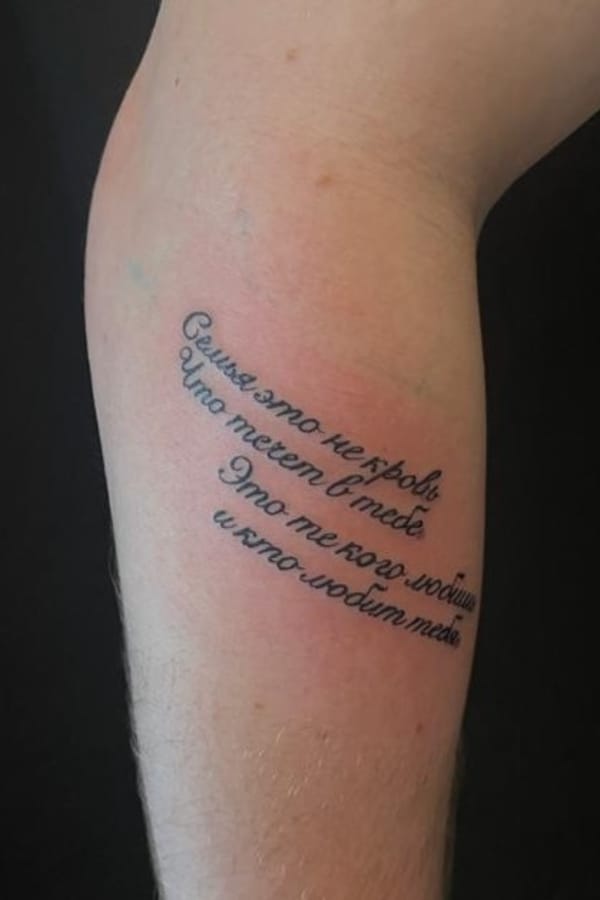 Семья это не кровь
Что течет в тебе.
Это те кого любишь
и кто любит тебя.